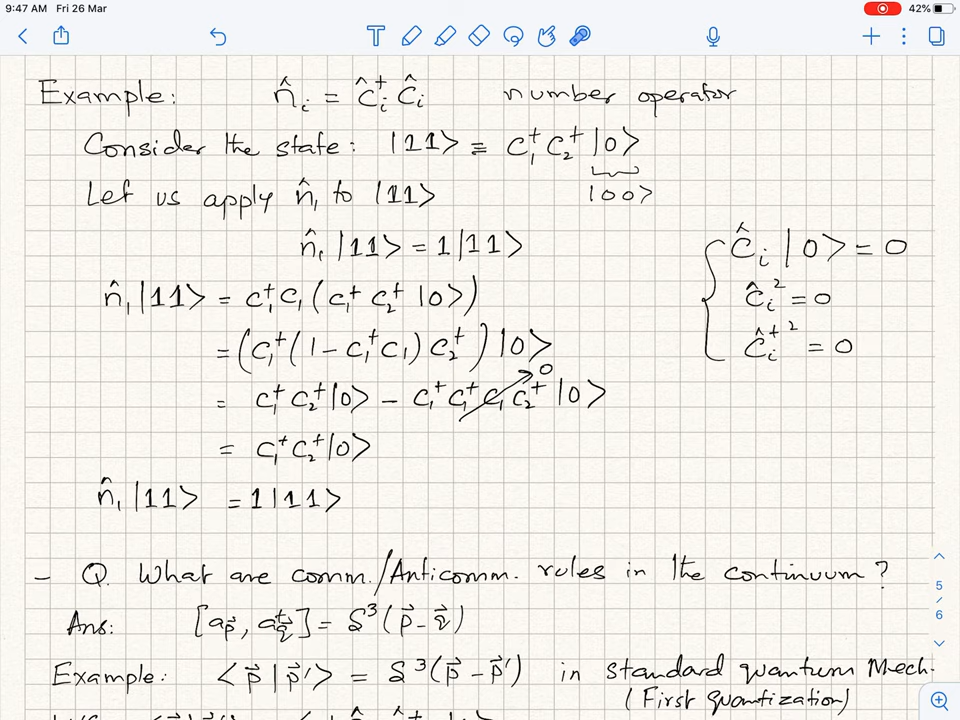 9:47 AM Fri 26 Mar 42%
Example: n̂ᵢ = ĉᵢ† ĉᵢ number operator
Consider the state: |11> ≡ c₁† c₂† |0>
|00>
Let us apply n̂₁ to |11>
n̂₁ |11> = 1 |11>
n̂₁ |11> = c₁† c₁ ( c₁† c₂† |0> )
= ( c₁† ( 1 - c₁† c₁ ) c₂† ) |0>
= c₁† c₂† |0> - c₁† c₁† c₁ c₂† |0> 0
= c₁† c₂† |0>
n̂₁ |11> = 1 |11>
ĉᵢ |0> = 0
ĉᵢ² = 0
ĉᵢ†² = 0
- Q. What are comm./Anticomm. rules in the continuum ?
Ans: [a_p⃗, a†_q⃗] = δ³(p⃗ - q⃗)
Example: <p⃗|p⃗'> = δ³(p⃗ - p⃗') in standard quantum Mech.
(First quantization)
5
/
6